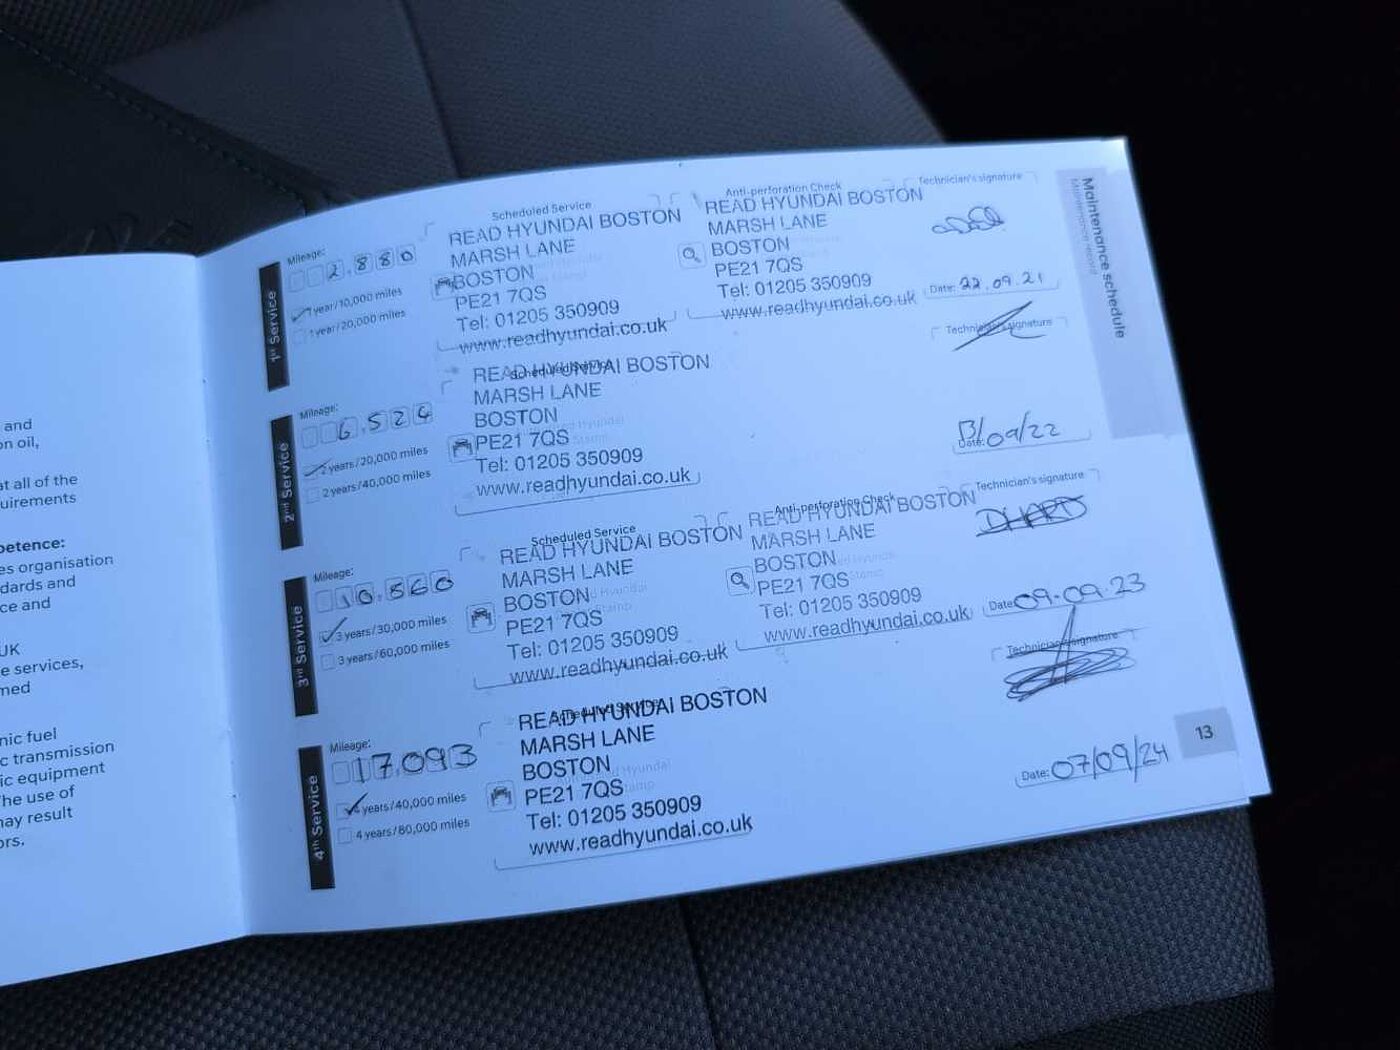 and
on oil,
at all of the
uirements
petence:
es organisation
dards and
ce and
UK
e services,
med
nic fuel
c transmission
ic equipment
The use of
may result
ors.
Maintenance schedule
1st Service
Mileage:
2.880
1 year/10,000 miles
1 year/20,000 miles
Scheduled Service
READ HYUNDAI BOSTON
MARSH LANE
BOSTON
PE21 7QS
Tel: 01205 350909
www.readhyundai.co.uk
Anti-perforation Check
READ HYUNDAI BOSTON
MARSH LANE
BOSTON
PE21 7QS
Tel: 01205 350909
www.readhyundai.co.uk
Technician's signature
Date: 22.09.21
2nd Service
Mileage:
6.524
2 years/20,000 miles
2 years/40,000 miles
Scheduled Service
READ HYUNDAI BOSTON
MARSH LANE
BOSTON
PE21 7QS
Tel: 01205 350909
www.readhyundai.co.uk
Technician's signature
Date: 13/09/22
3rd Service
Mileage:
10.560
3 years/30,000 miles
3 years/60,000 miles
Scheduled Service
READ HYUNDAI BOSTON
MARSH LANE
BOSTON
PE21 7QS
Tel: 01205 350909
www.readhyundai.co.uk
Anti-perforation Check
READ HYUNDAI BOSTON
MARSH LANE
BOSTON
PE21 7QS
Tel: 01205 350909
www.readhyundai.co.uk
Technician's signature
Date: 09.09.23
4th Service
Mileage:
17.093
4 years/40,000 miles
4 years/80,000 miles
Scheduled Service
READ HYUNDAI BOSTON
MARSH LANE
BOSTON
PE21 7QS
Tel: 01205 350909
www.readhyundai.co.uk
Technician's signature
Date: 07/09/24
13